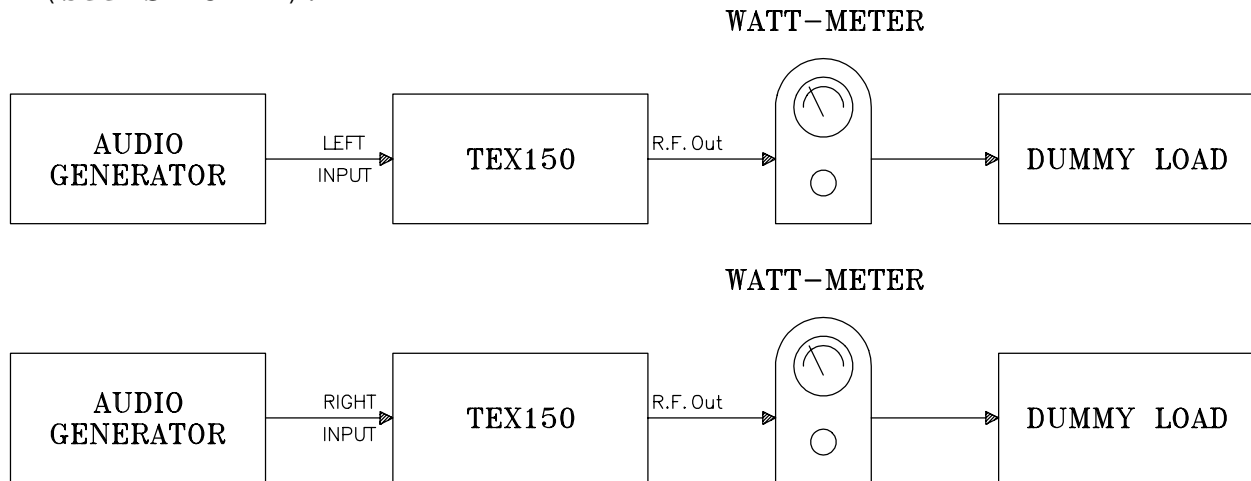 WATT-METER
AUDIO
GENERATOR
LEFT
INPUT
TEX150
R.F. Out
DUMMY LOAD
WATT-METER
AUDIO
GENERATOR
RIGHT
INPUT
TEX150
R.F. Out
DUMMY LOAD